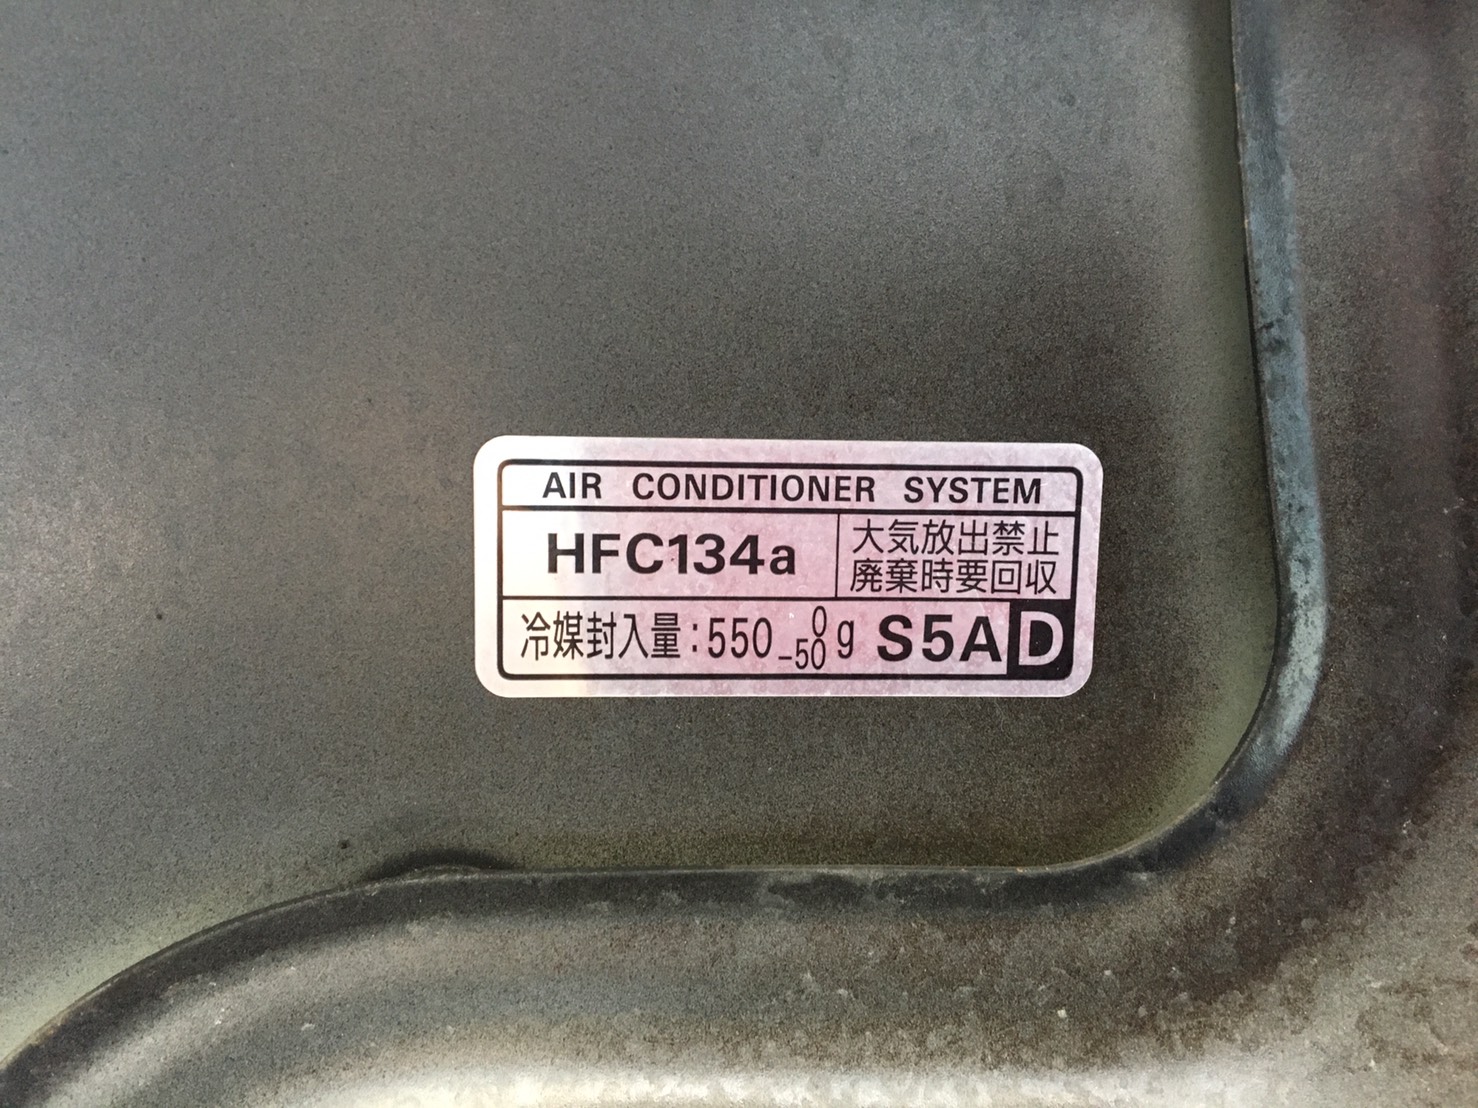 AIR CONDITIONER SYSTEM
HFC134a
大気放出禁止
廃棄時要回収
冷媒封入量:550 0/-50 g S5A D